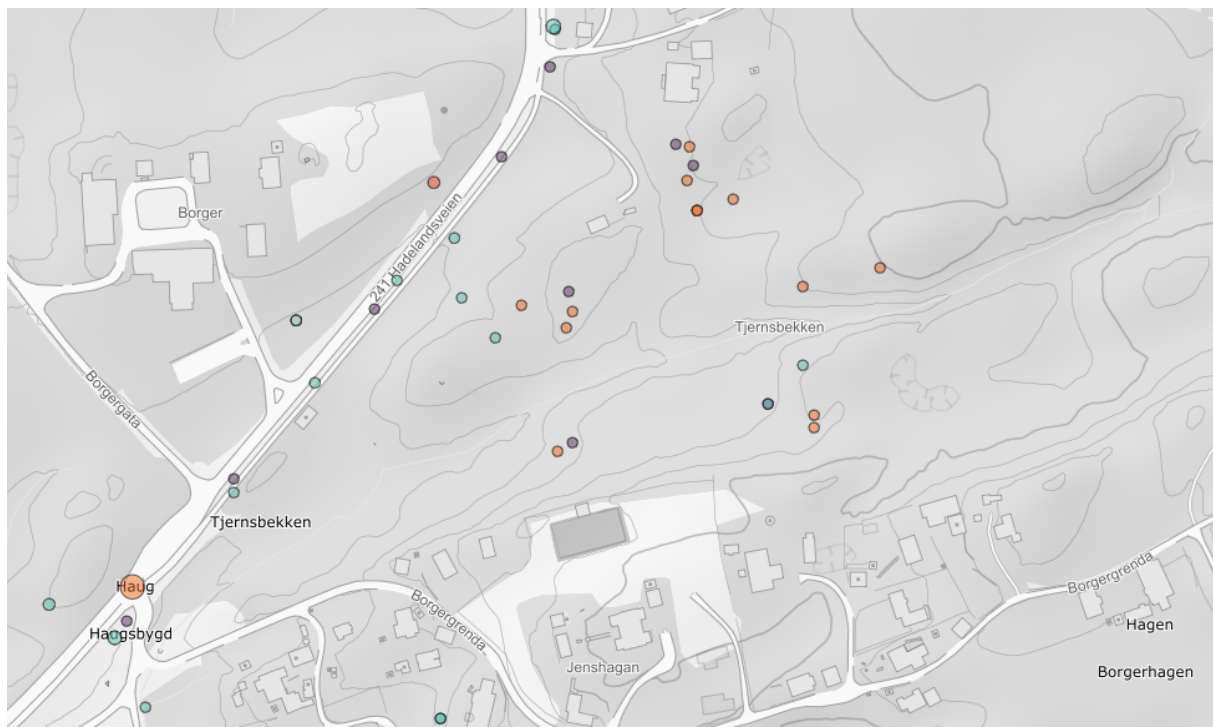 Borger
241 Hadelandsveien
Tjernsbekken
Borgergata
Tjernsbekken
Haug
Haugsbygd
Borgergrenda
Borgergrenda
Hagen
Jenshagan
Borgerhagen